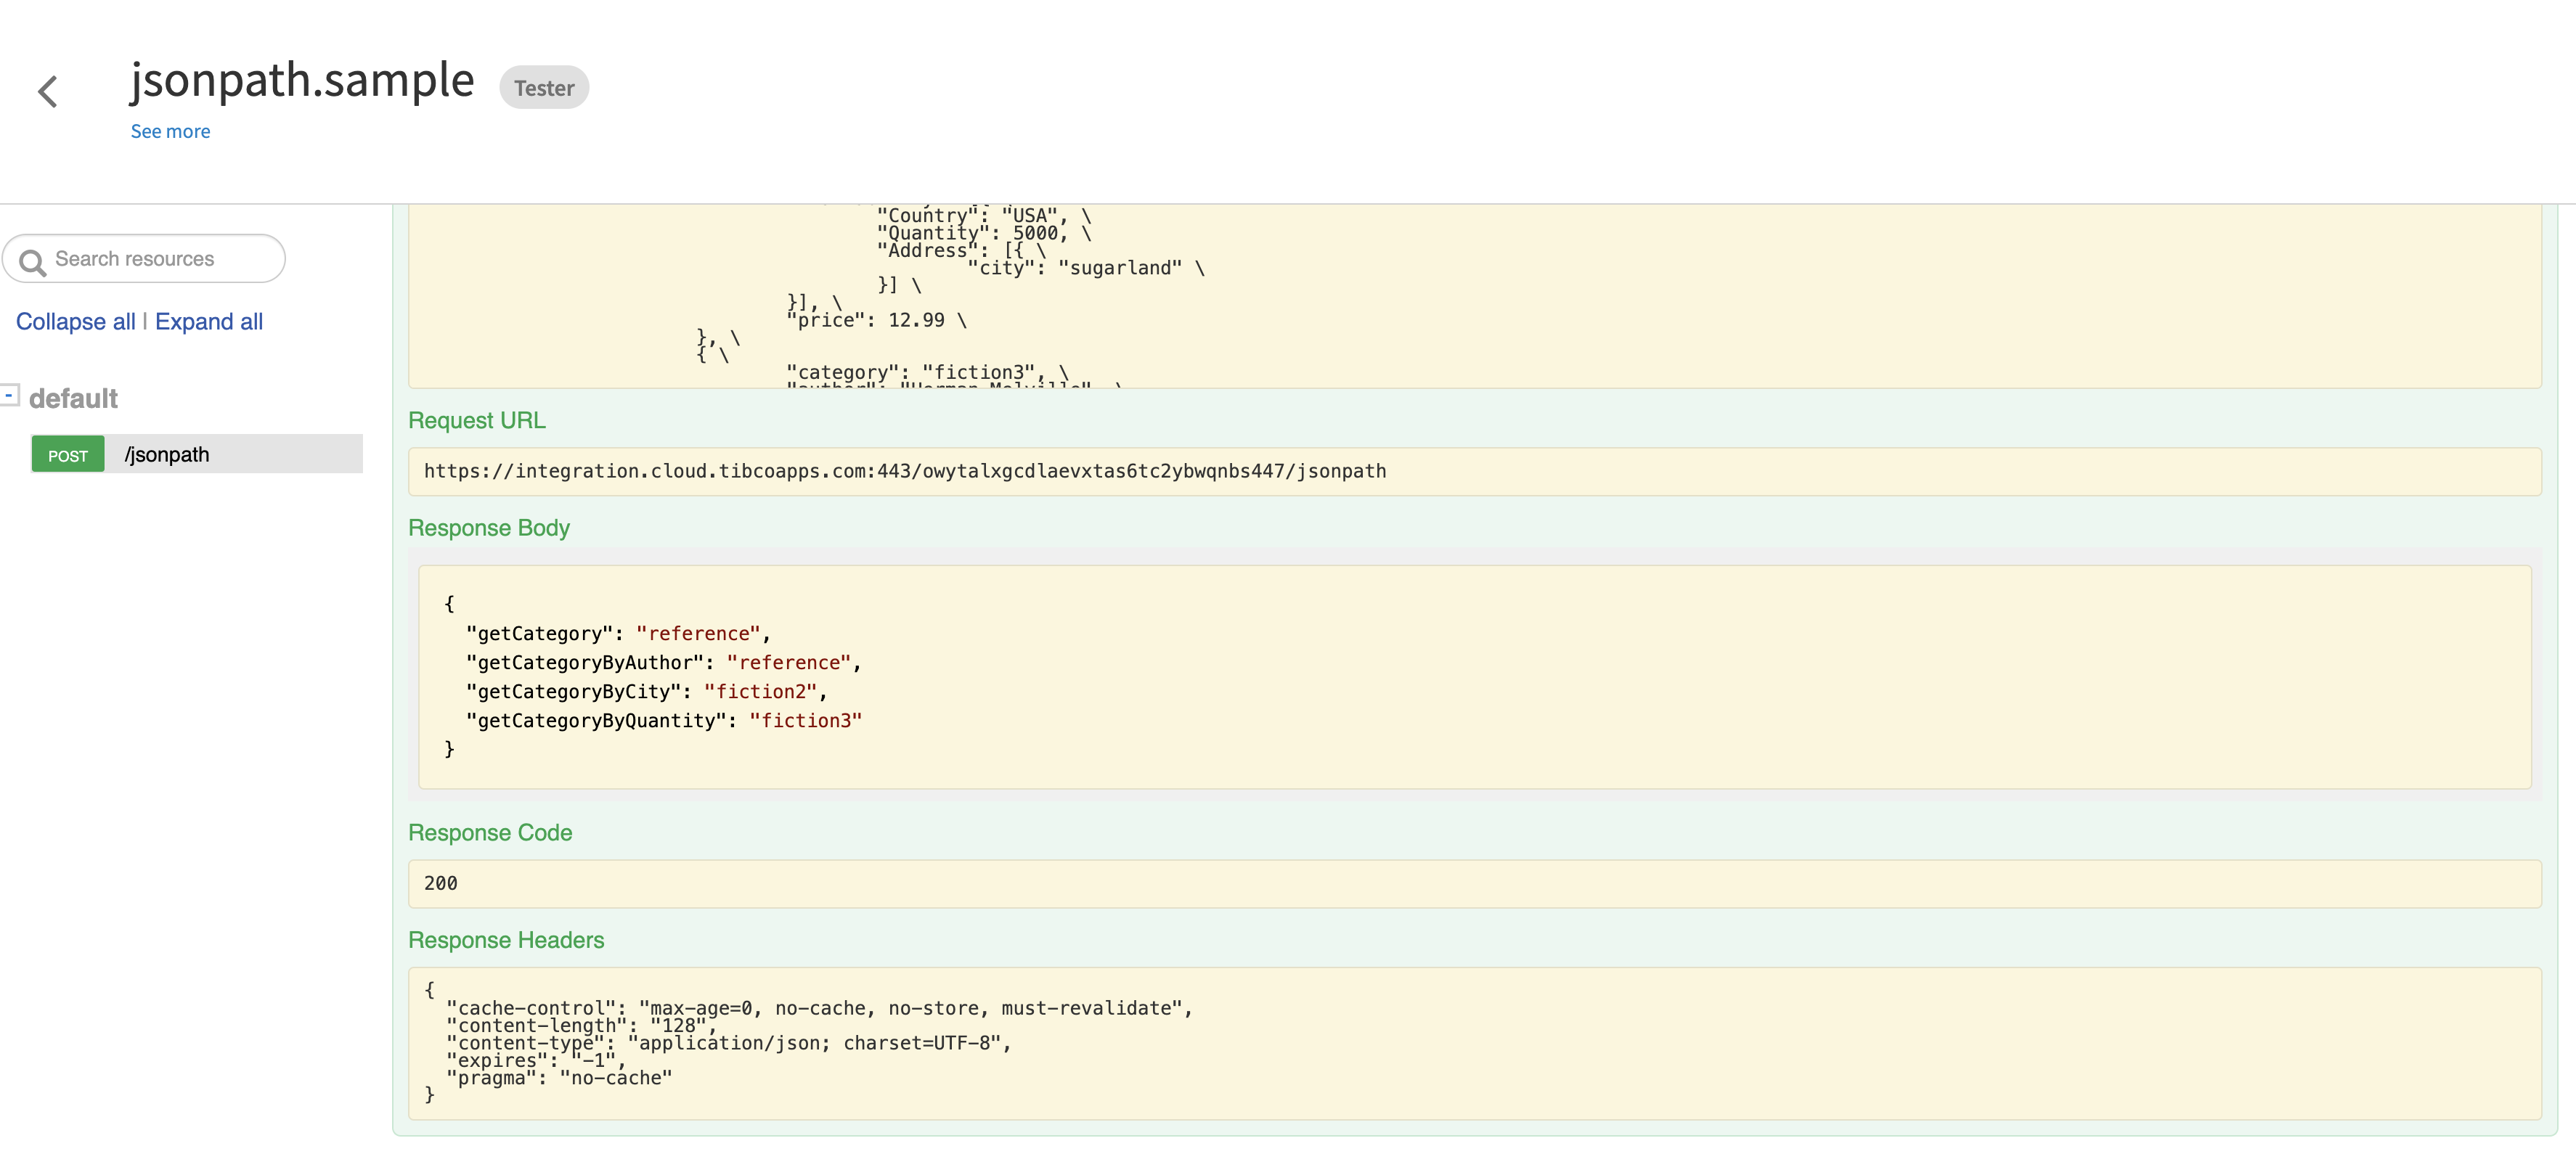 jsonpath.sample Tester
See more
Search resources
Collapse all | Expand all
- default
POST /jsonpath
"Country": "USA", \
"Quantity": 5000, \
"Address": [{ \
"city": "sugarland" \
}] \
}], \
"price": 12.99 \
}, \
{ \
"category": "fiction3", \
"author": "Herman Melville", \
Request URL
https://integration.cloud.tibcoapps.com:443/owytalxgcdlaevxtas6tc2ybwqnbs447/jsonpath
Response Body
{
"getCategory": "reference",
"getCategoryByAuthor": "reference",
"getCategoryByCity": "fiction2",
"getCategoryByQuantity": "fiction3"
}
Response Code
200
Response Headers
{
"cache-control": "max-age=0, no-cache, no-store, must-revalidate",
"content-length": "128",
"content-type": "application/json; charset=UTF-8",
"expires": "-1",
"pragma": "no-cache"
}